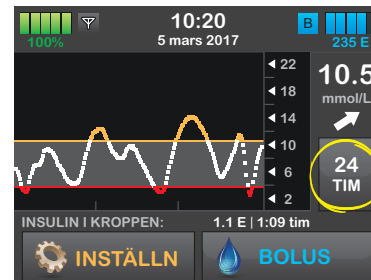 10:20
B
100%
5 mars 2017
235 E
22
18
14
10
6
2
10.5
mmol/L
24
TIM
INSULIN I KROPPEN: 1.1 E | 1:09 tim
INSTÄLLN
BOLUS